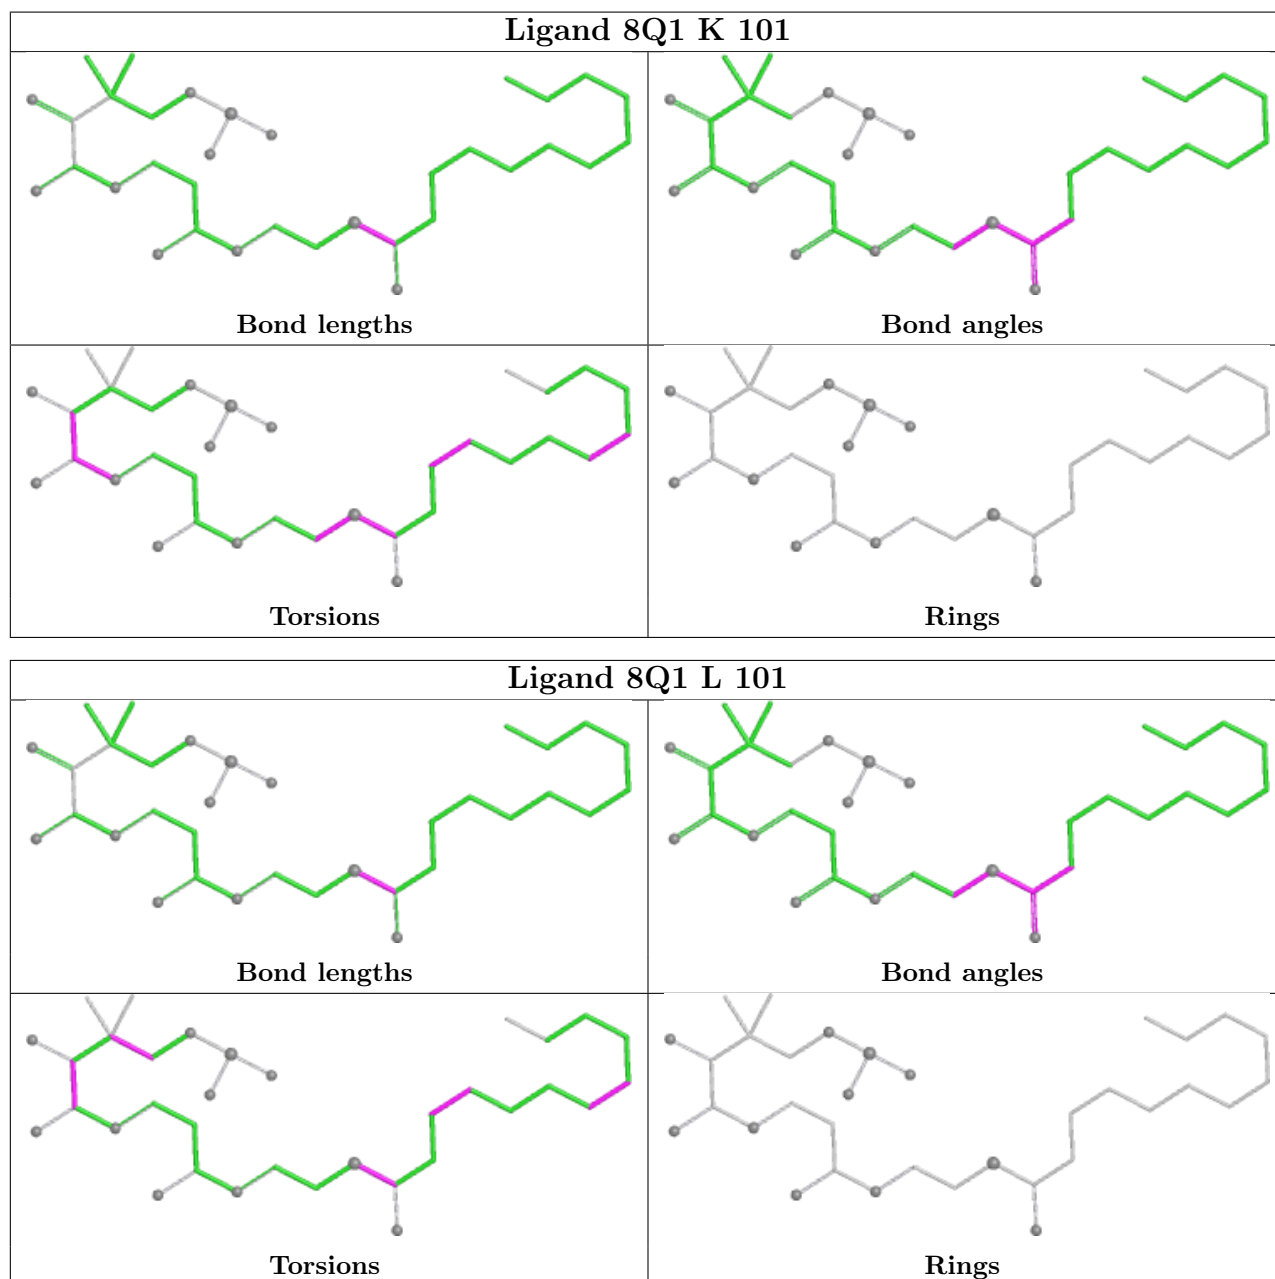 Ligand 8Q1 K 101
Bond lengths
Bond angles
Torsions
Rings
Ligand 8Q1 L 101
Bond lengths
Bond angles
Torsions
Rings